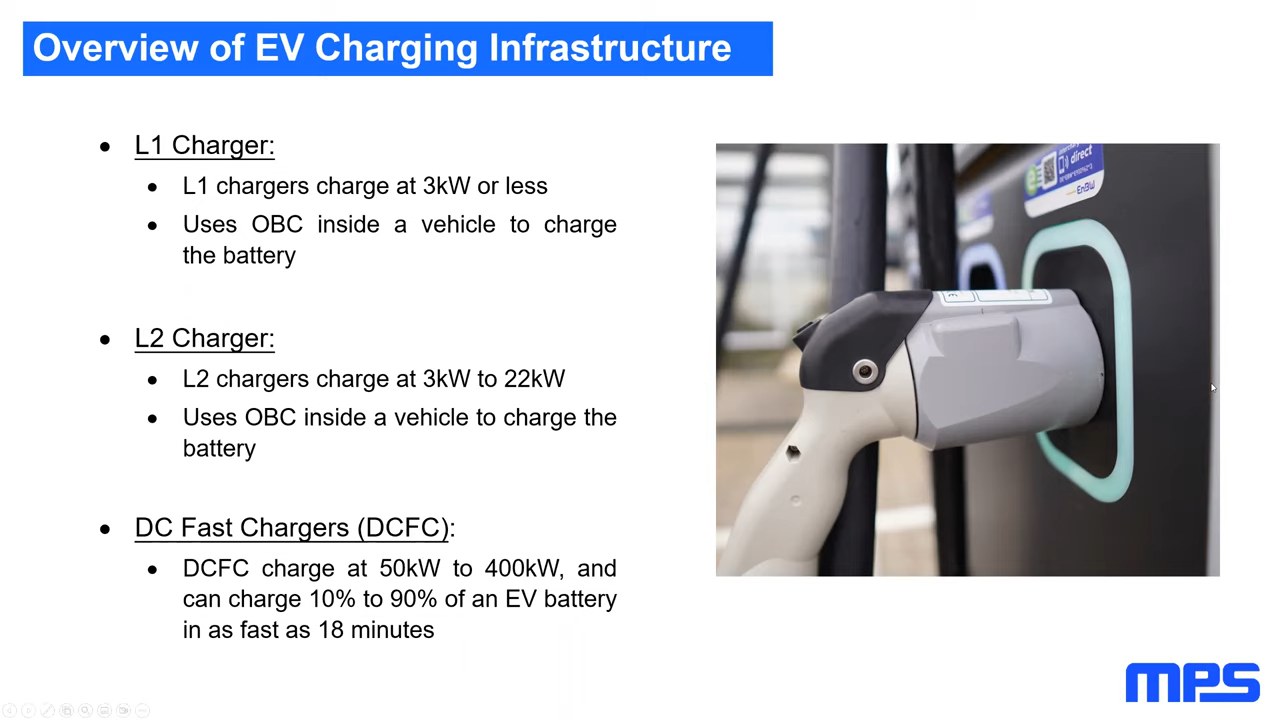 Overview of EV Charging Infrastructure
L1 Charger:
L1 chargers charge at 3kW or less
Uses OBC inside a vehicle to charge
the battery
L2 Charger:
L2 chargers charge at 3kW to 22kW
Uses OBC inside a vehicle to charge the
battery
DC Fast Chargers (DCFC):
DCFC charge at 50kW to 400kW, and
can charge 10% to 90% of an EV battery
in as fast as 18 minutes
direct
EnBW
mps